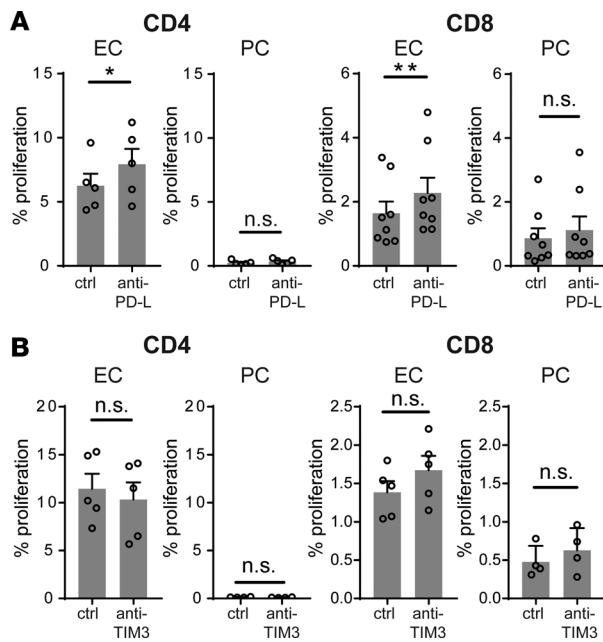 A
CD4 CD8
EC PC EC PC
% proliferation 15 10 5 0 * ctrl anti-PD-L
% proliferation 15 10 5 0 n.s. ctrl anti-PD-L
% proliferation 6 4 2 0 ** ctrl anti-PD-L
% proliferation 6 4 2 0 n.s. ctrl anti-PD-L
B
CD4 CD8
EC PC EC PC
% proliferation 20 15 10 5 0 n.s. ctrl anti-TIM3
% proliferation 20 15 10 5 0 n.s. ctrl anti-TIM3
% proliferation 2.5 2.0 1.5 1.0 0.5 0.0 n.s. ctrl anti-TIM3
% proliferation 2.5 2.0 1.5 1.0 0.5 0.0 n.s. ctrl anti-TIM3